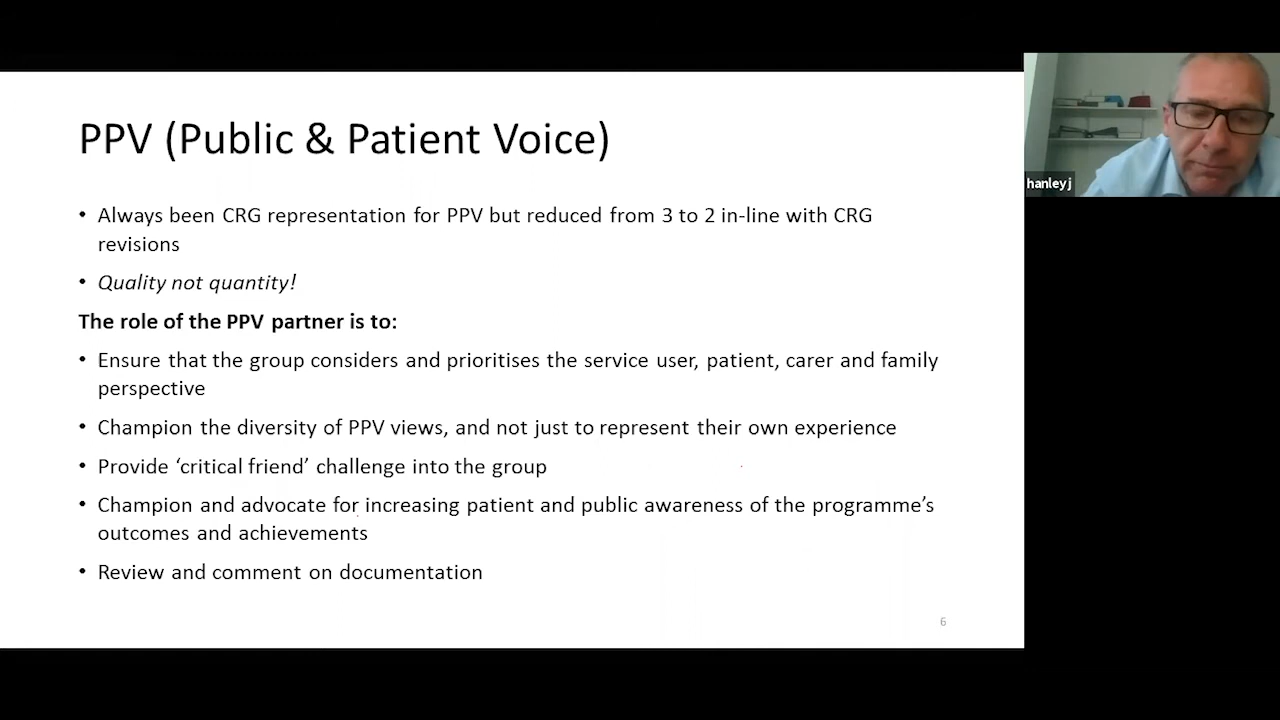 PPV (Public & Patient Voice)
• Always been CRG representation for PPV but reduced from 3 to 2 in-line with CRG
revisions
• Quality not quantity!
The role of the PPV partner is to:
• Ensure that the group considers and prioritises the service user, patient, carer and family
perspective
• Champion the diversity of PPV views, and not just to represent their own experience
• Provide ‘critical friend’ challenge into the group
• Champion and advocate for increasing patient and public awareness of the programme’s
outcomes and achievements
• Review and comment on documentation
6
hanley j